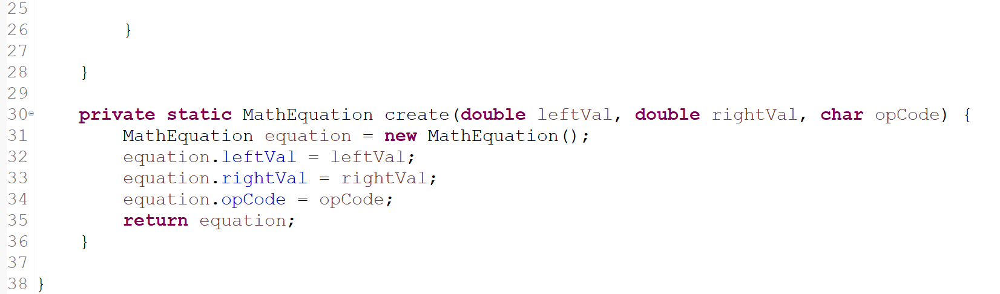 25
26         }
27
28     }
29
30     private static MathEquation create(double leftVal, double rightVal, char opCode) {
31         MathEquation equation = new MathEquation();
32         equation.leftVal = leftVal;
33         equation.rightVal = rightVal;
34         equation.opCode = opCode;
35         return equation;
36     }
37
38 }